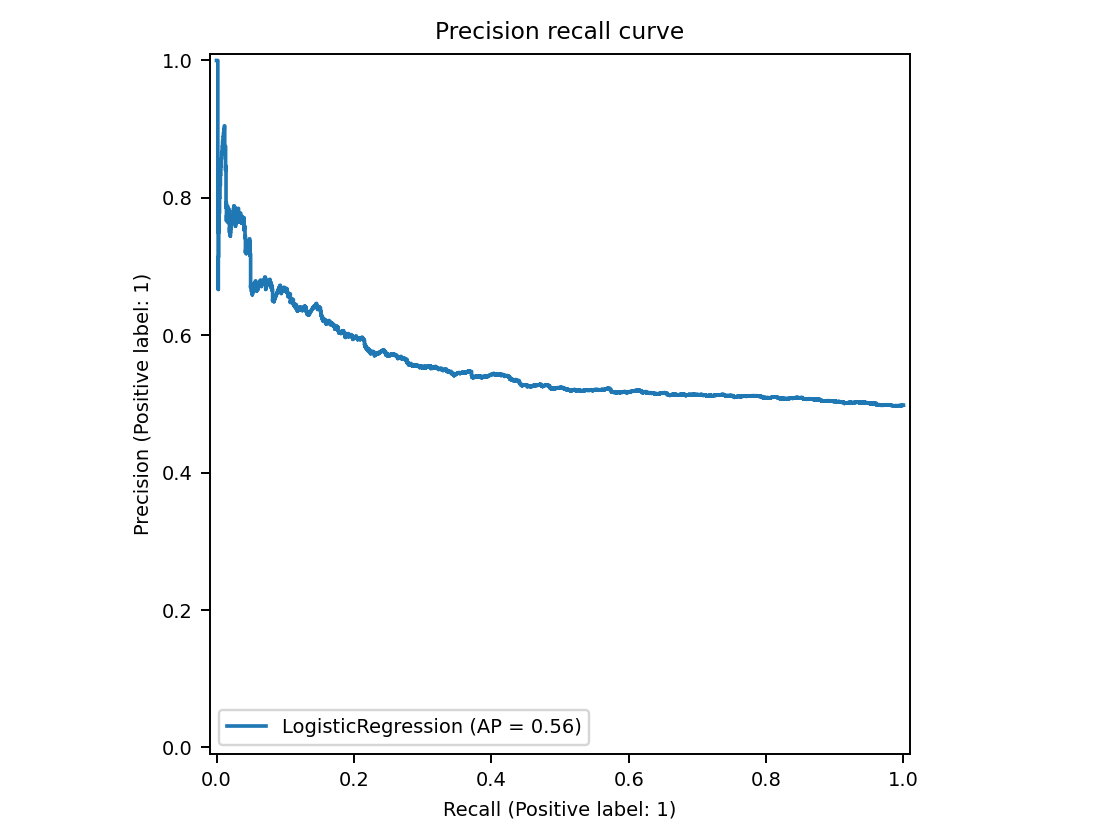 Precision recall curve
1.0
0.8
0.6
0.4
0.2
0.0
Precision (Positive label: 1)
LogisticRegression (AP = 0.56)
0.0 0.2 0.4 0.6 0.8 1.0
Recall (Positive label: 1)